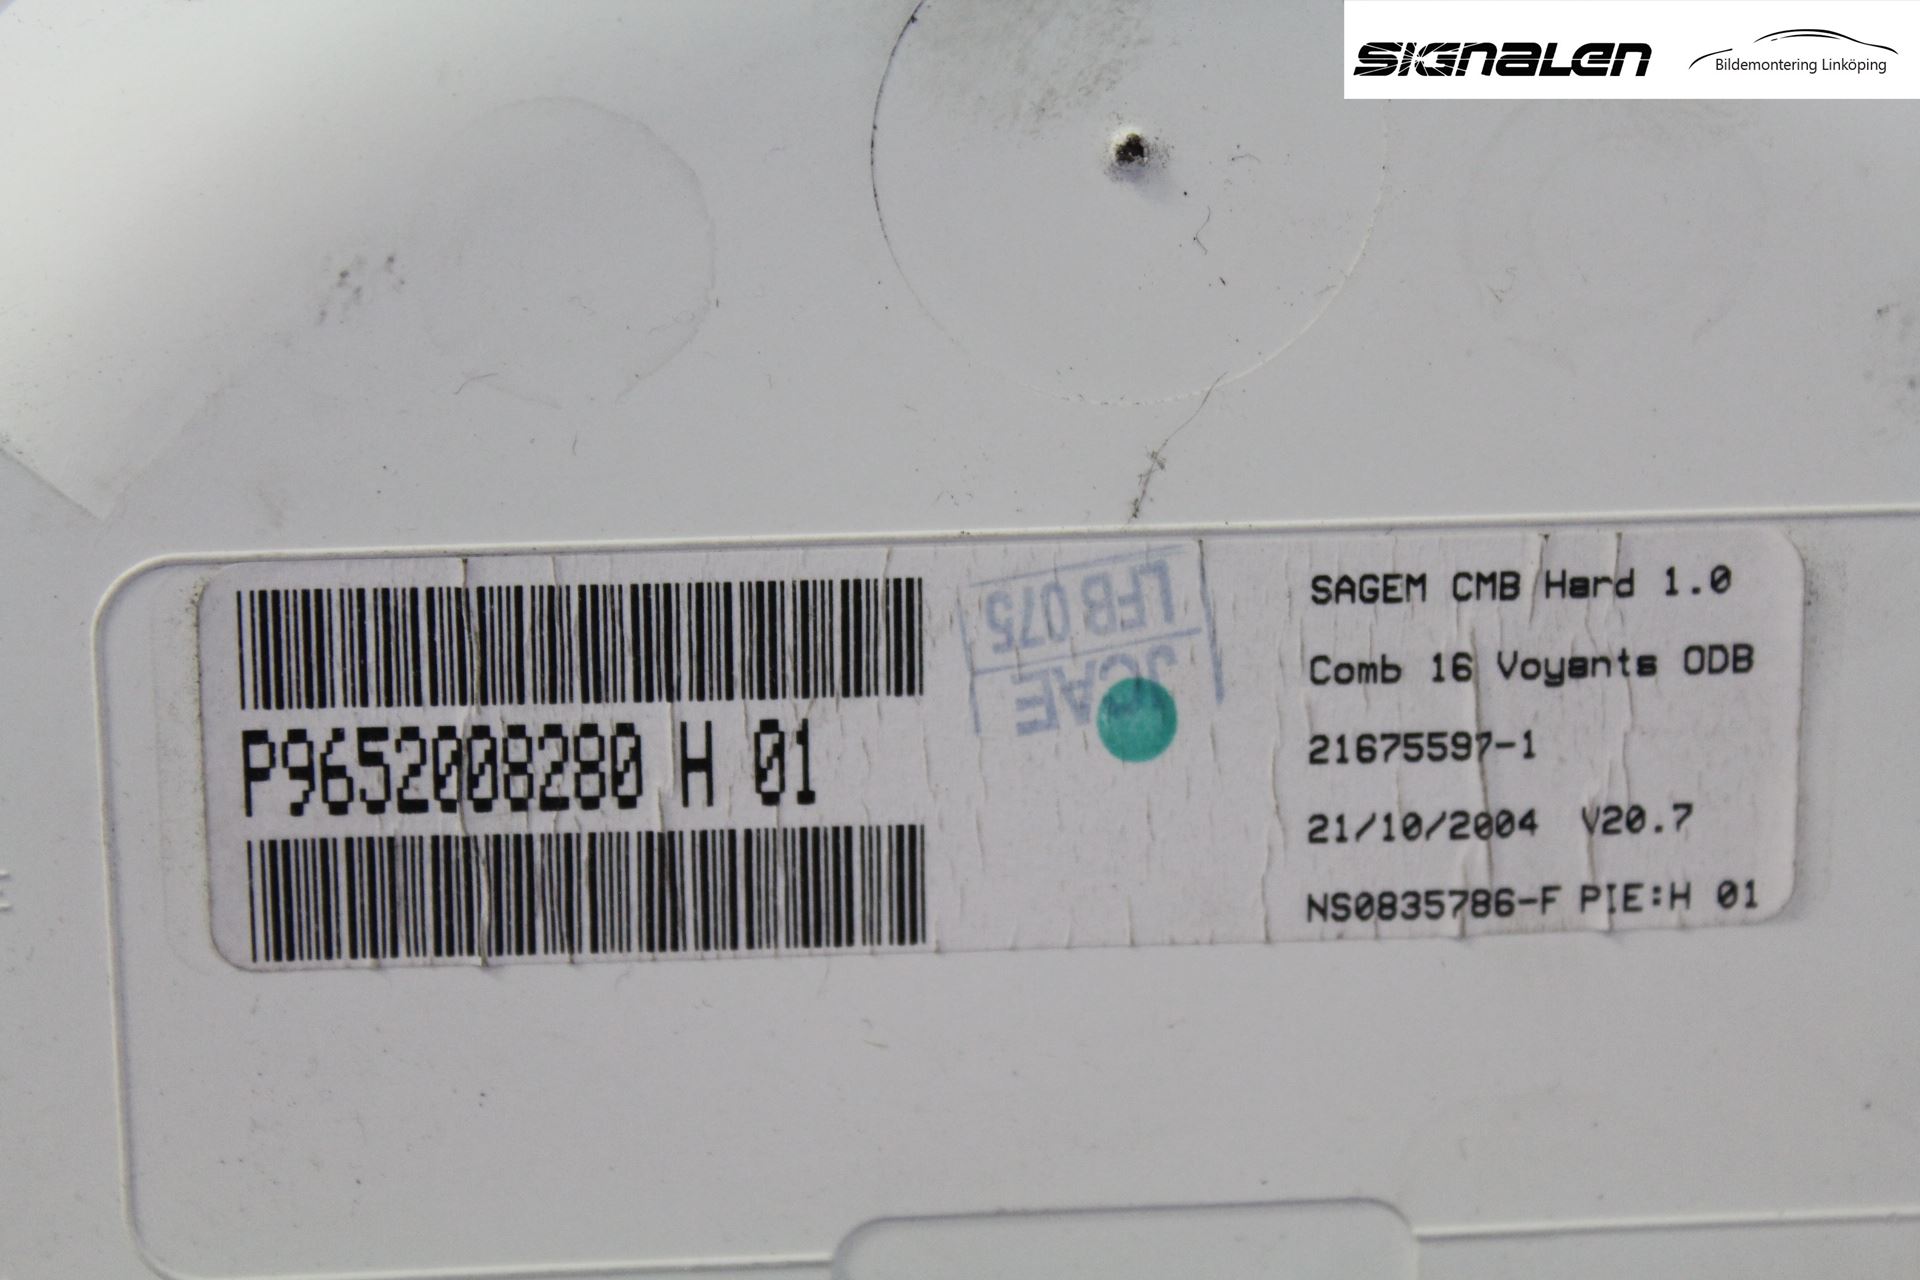 SIGNALEN
Bildemontering Linköping
LFB 075
JCAE
P9652008280 H 01
SAGEM CMB Hard 1.0
Comb 16 Voyants ODB
21675597-1
21/10/2004 V20.7
NS0835786-F PIE:H 01